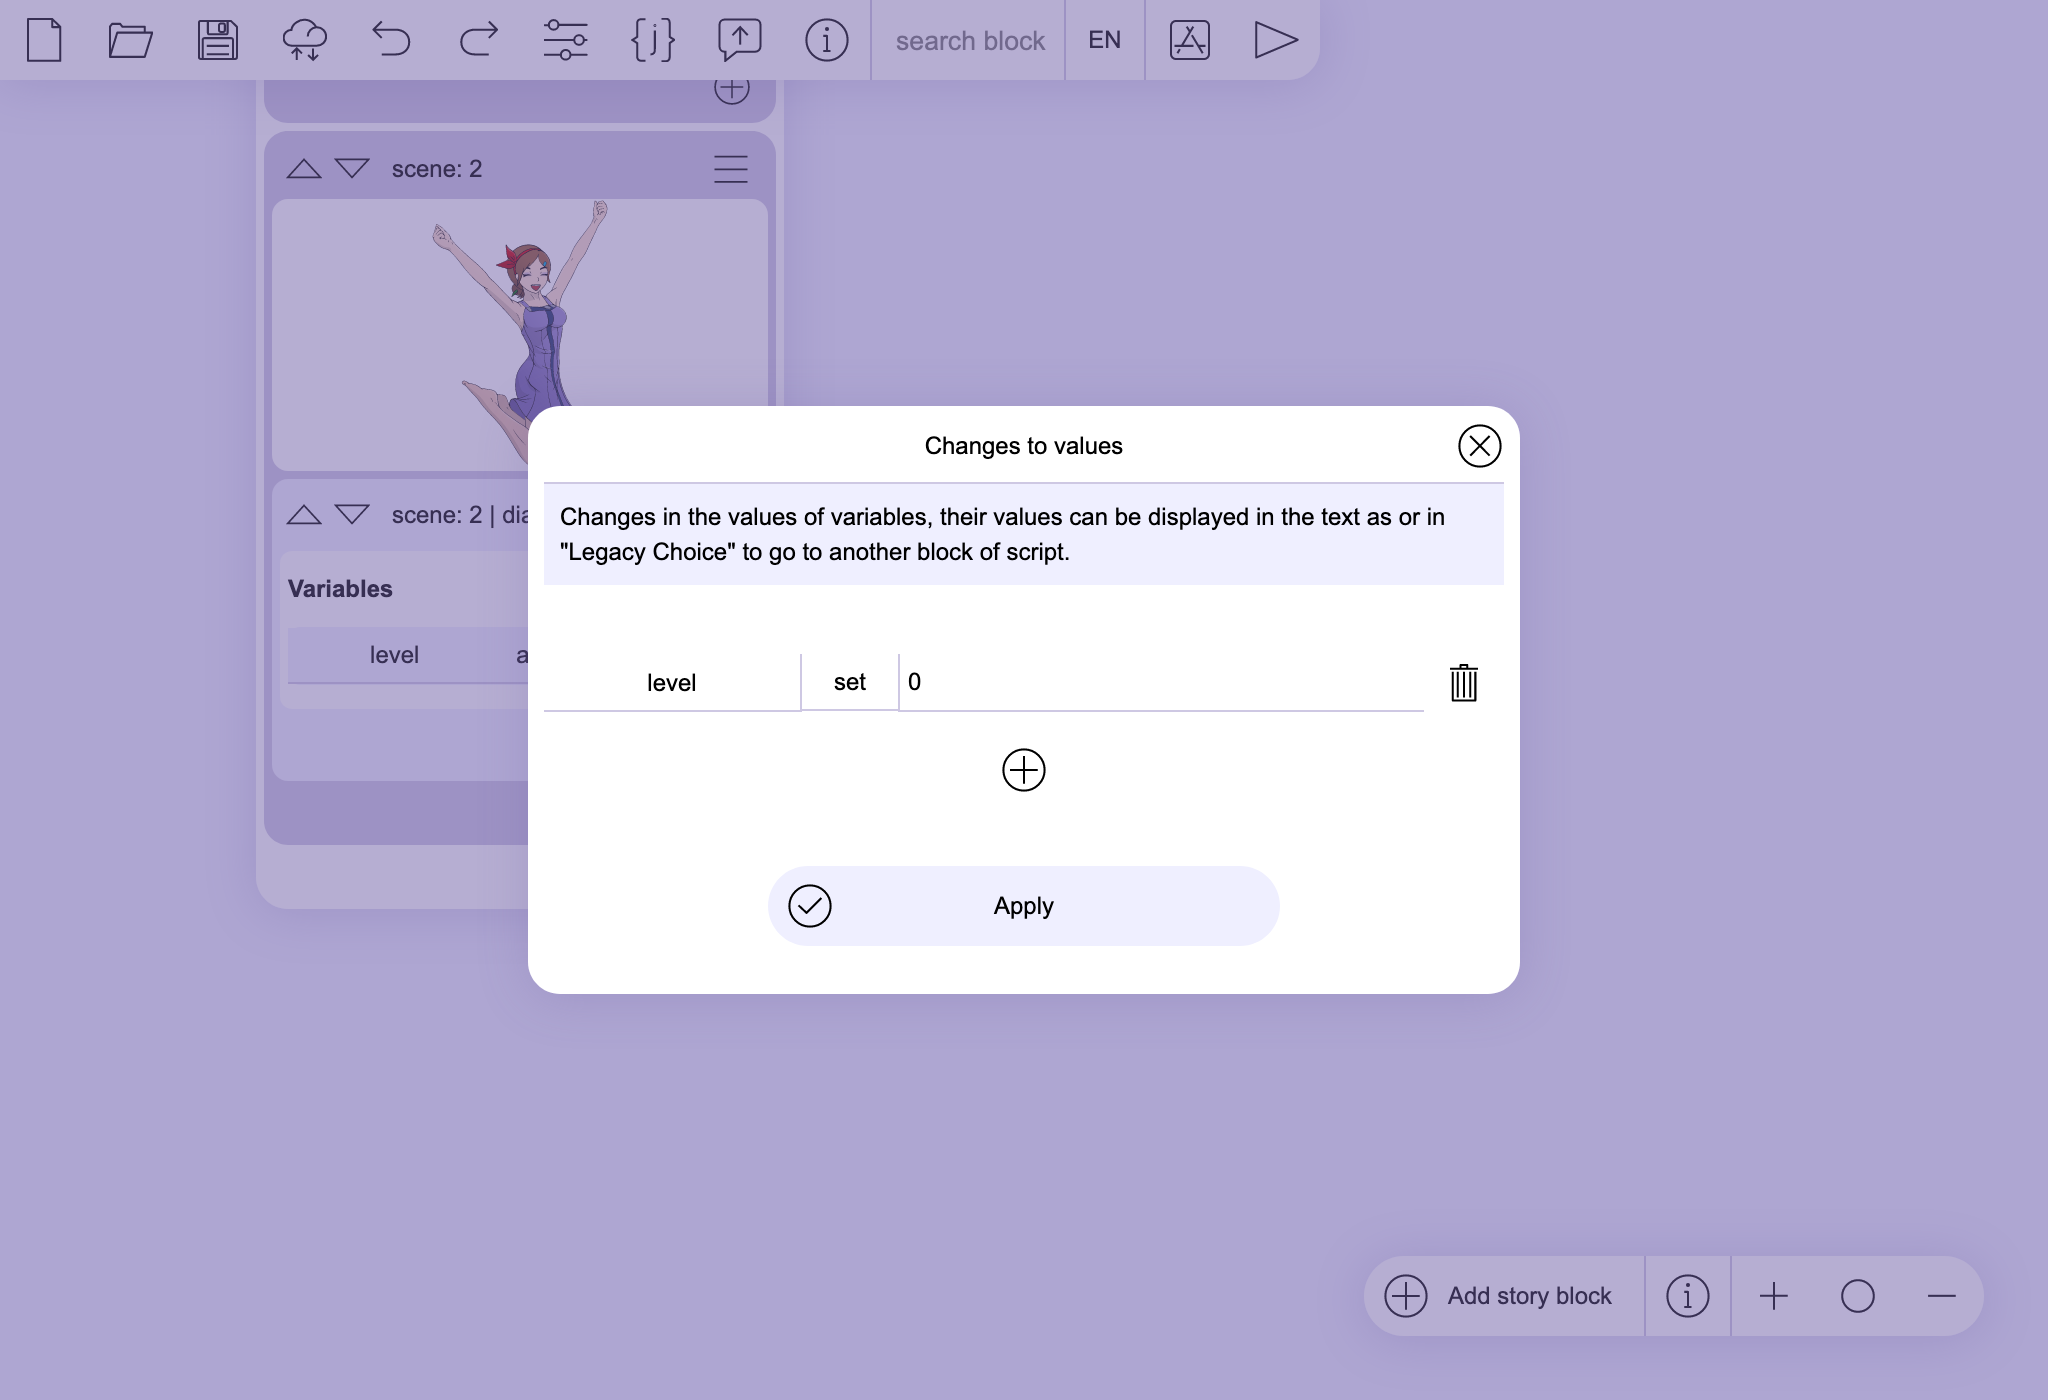 search block
EN
scene: 2
scene: 2 | dia
Variables
level a
Changes to values
Changes in the values of variables, their values can be displayed in the text as or in
"Legacy Choice" to go to another block of script.
level set 0
Apply
Add story block